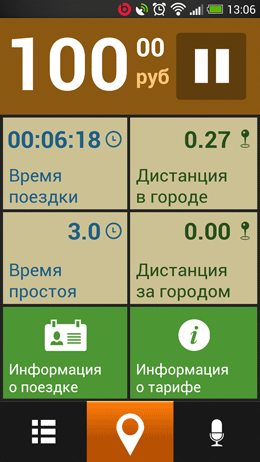 13:06
100 00
руб
00:06:18
Время
поездки
0.27
Дистанция
в городе
3.0
Время
простоя
0.00
Дистанция
за городом
Информация
о поездке
Информация
о тарифе